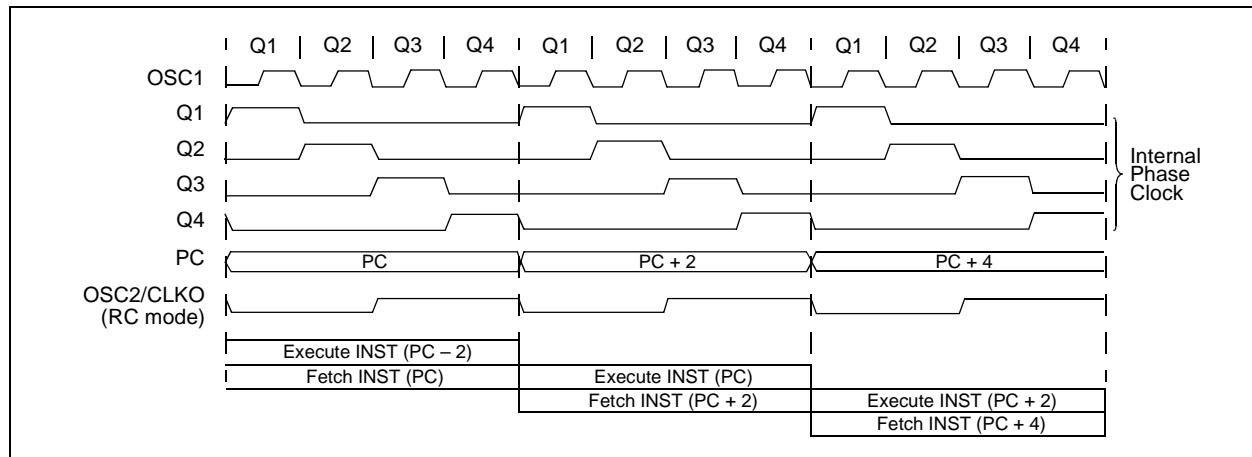 Q1 Q2 Q3 Q4 Q1 Q2 Q3 Q4 Q1 Q2 Q3 Q4
OSC1
Q1
Q2
Q3
Q4
Internal
Phase
Clock
PC PC PC + 2 PC + 4
OSC2/CLKO
(RC mode)
Execute INST (PC – 2)
Fetch INST (PC) Execute INST (PC)
Fetch INST (PC + 2) Execute INST (PC + 2)
Fetch INST (PC + 4)